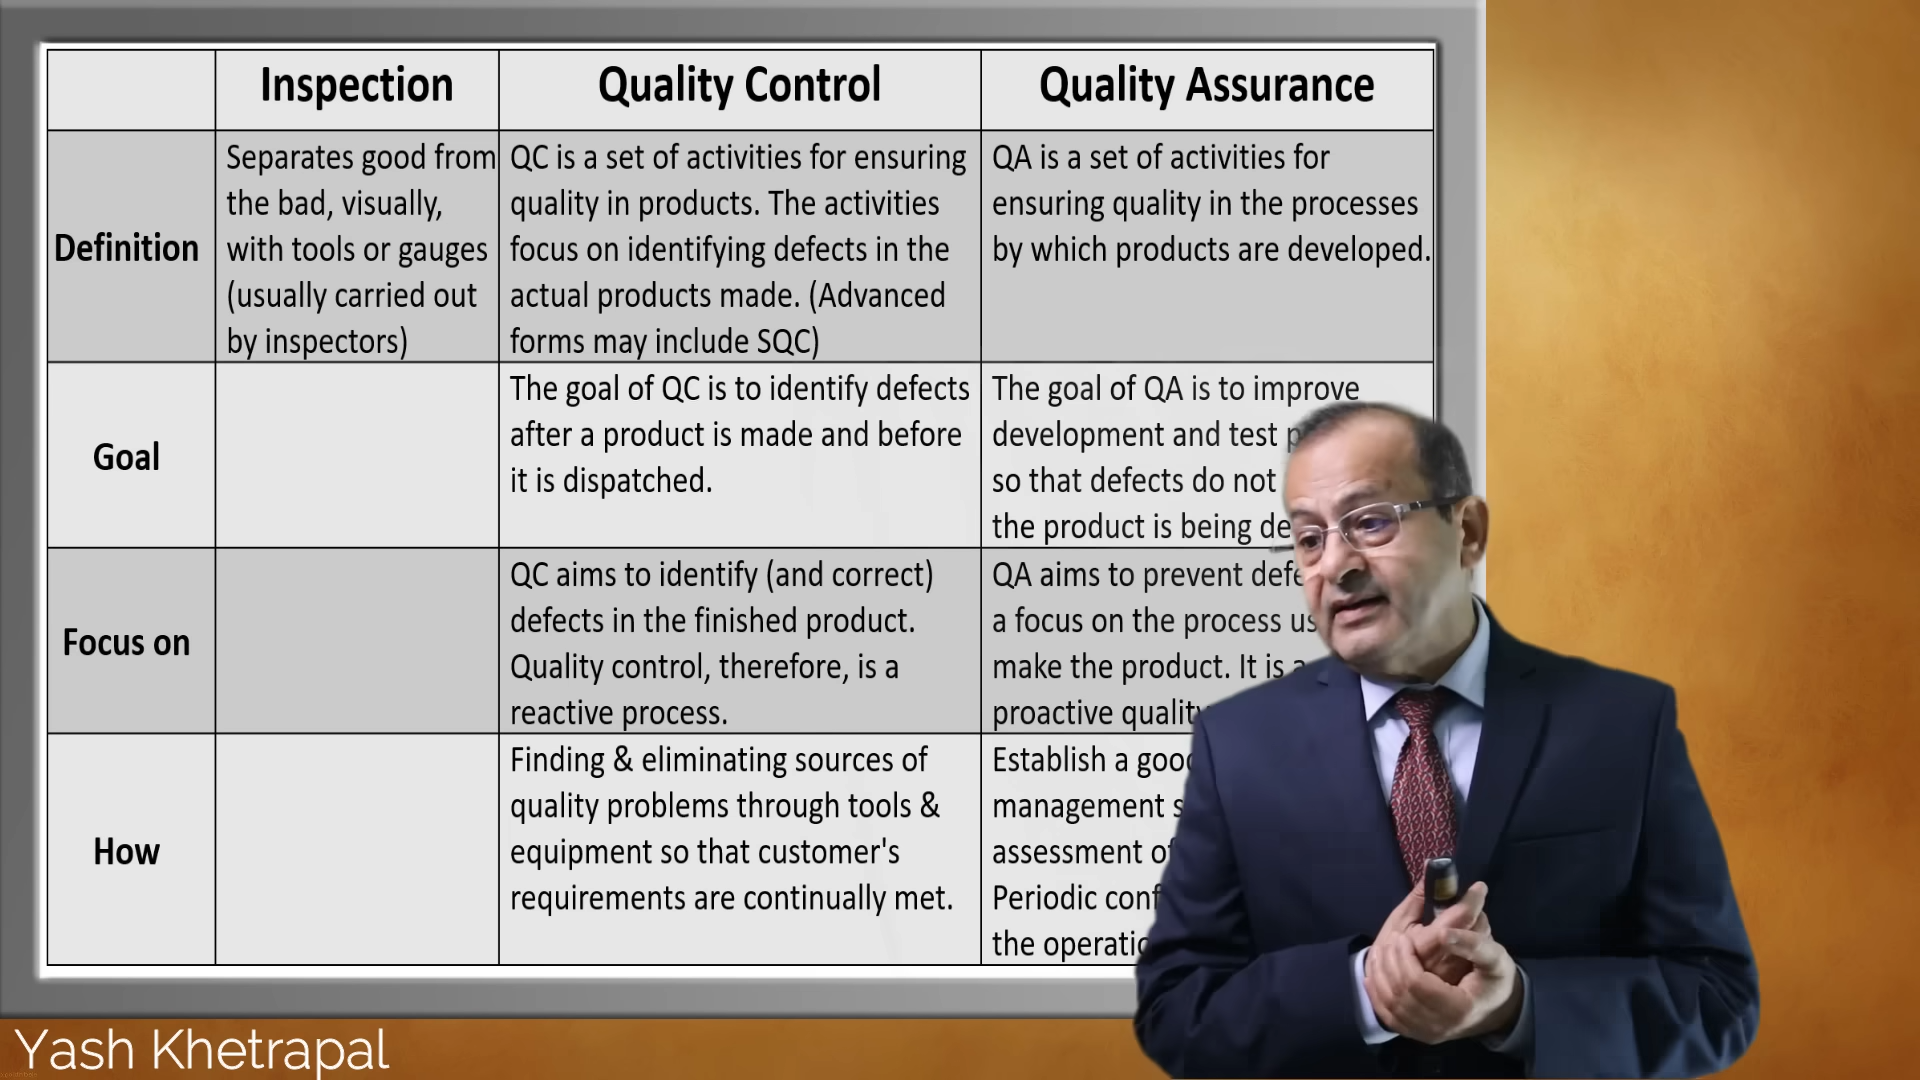 Inspection
Quality Control
Quality Assurance
Definition
Separates good from
the bad, visually,
with tools or gauges
(usually carried out
by inspectors)
QC is a set of activities for ensuring
quality in products. The activities
focus on identifying defects in the
actual products made. (Advanced
forms may include SQC)
QA is a set of activities for
ensuring quality in the processes
by which products are developed.
Goal
The goal of QC is to identify defects
after a product is made and before
it is dispatched.
The goal of QA is to improve
development and test
so that defects do not
the product is being
Focus on
QC aims to identify (and correct)
defects in the finished product.
Quality control, therefore, is a
reactive process.
QA aims to prevent
a focus on the process
make the product. It is
proactive
How
Finding & eliminating sources of
quality problems through tools &
equipment so that customer's
requirements are continually met.
Establish a
management
assessment
Periodic
the
Yash Khetrapal